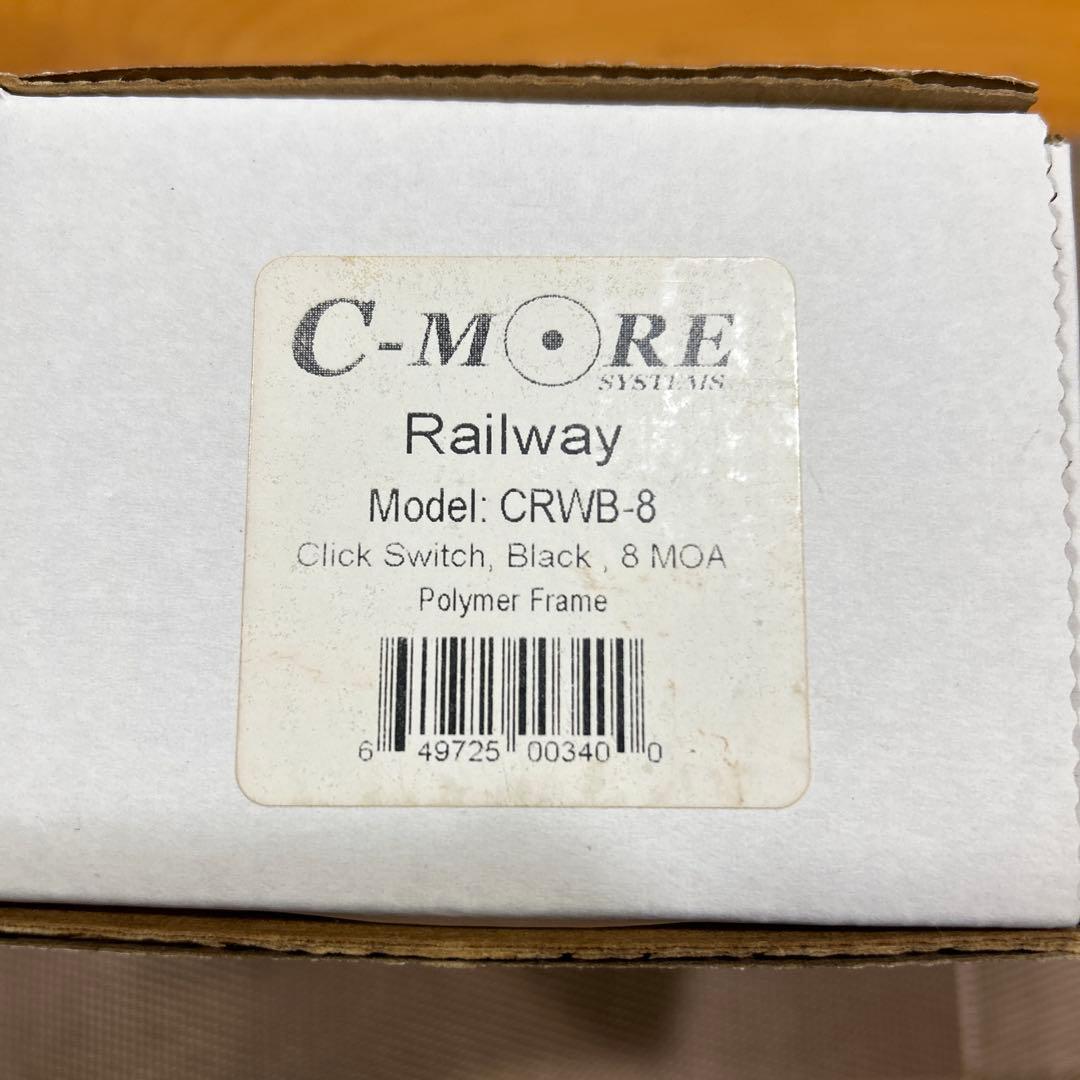 C-MORE
SYSTEMS
Railway
Model: CRWB-8
Click Switch, Black , 8 MOA
Polymer Frame
6 49725 00340 0